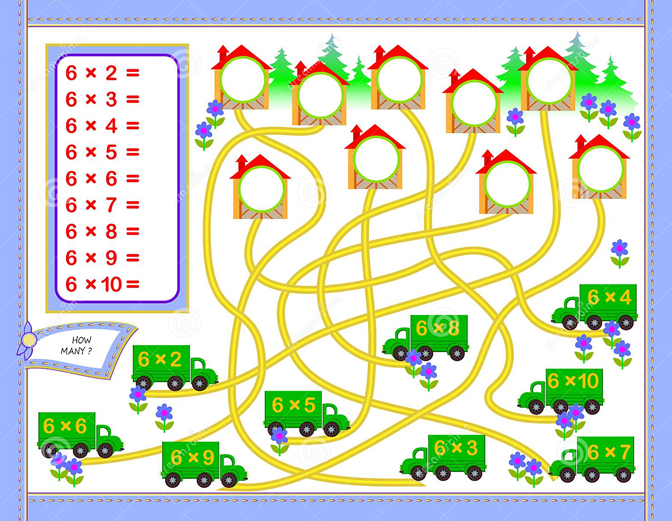 6 × 2 =
6 × 3 =
6 × 4 =
6 × 5 =
6 × 6 =
6 × 7 =
6 × 8 =
6 × 9 =
6 × 10 =
HOW
MANY ?
6 × 4
6 × 8
6 × 2
6 × 10
6 × 5
6 × 6
6 × 3
6 × 7
6 × 9